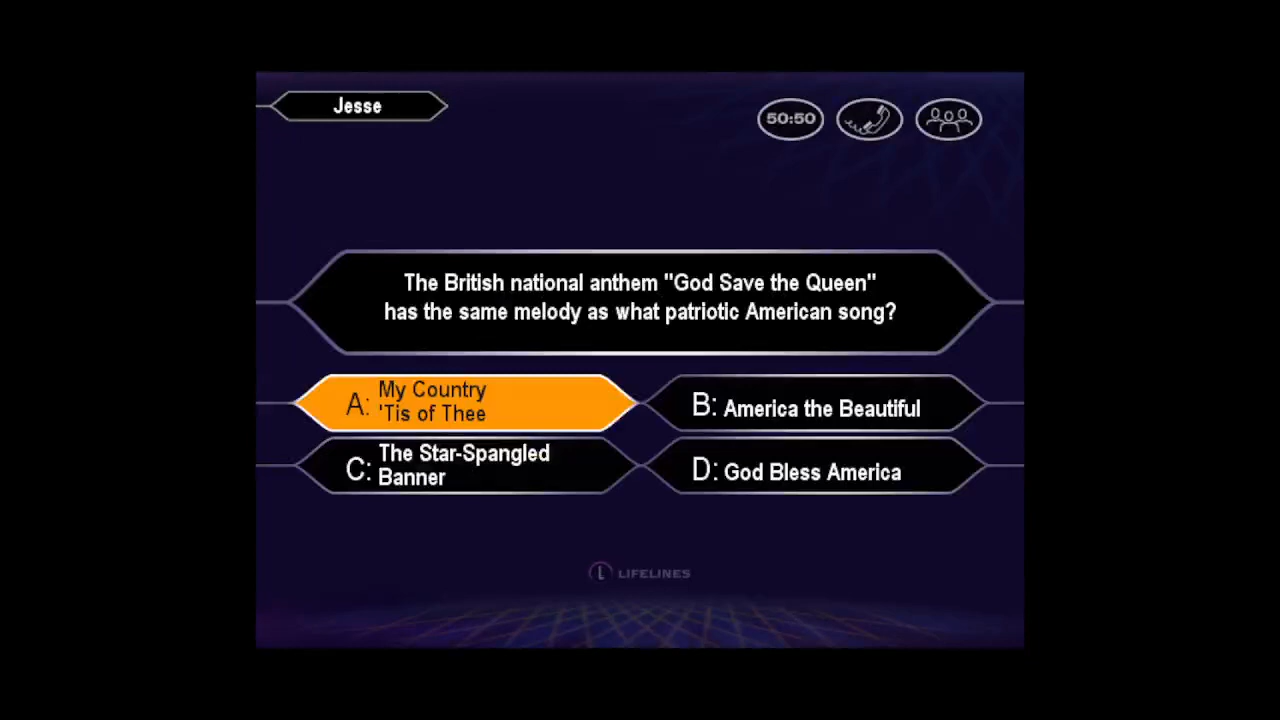 Jesse
50:50
The British national anthem "God Save the Queen"
has the same melody as what patriotic American song?
A: My Country
'Tis of Thee
B: America the Beautiful
C: The Star-Spangled
Banner
D: God Bless America
L LIFELINES